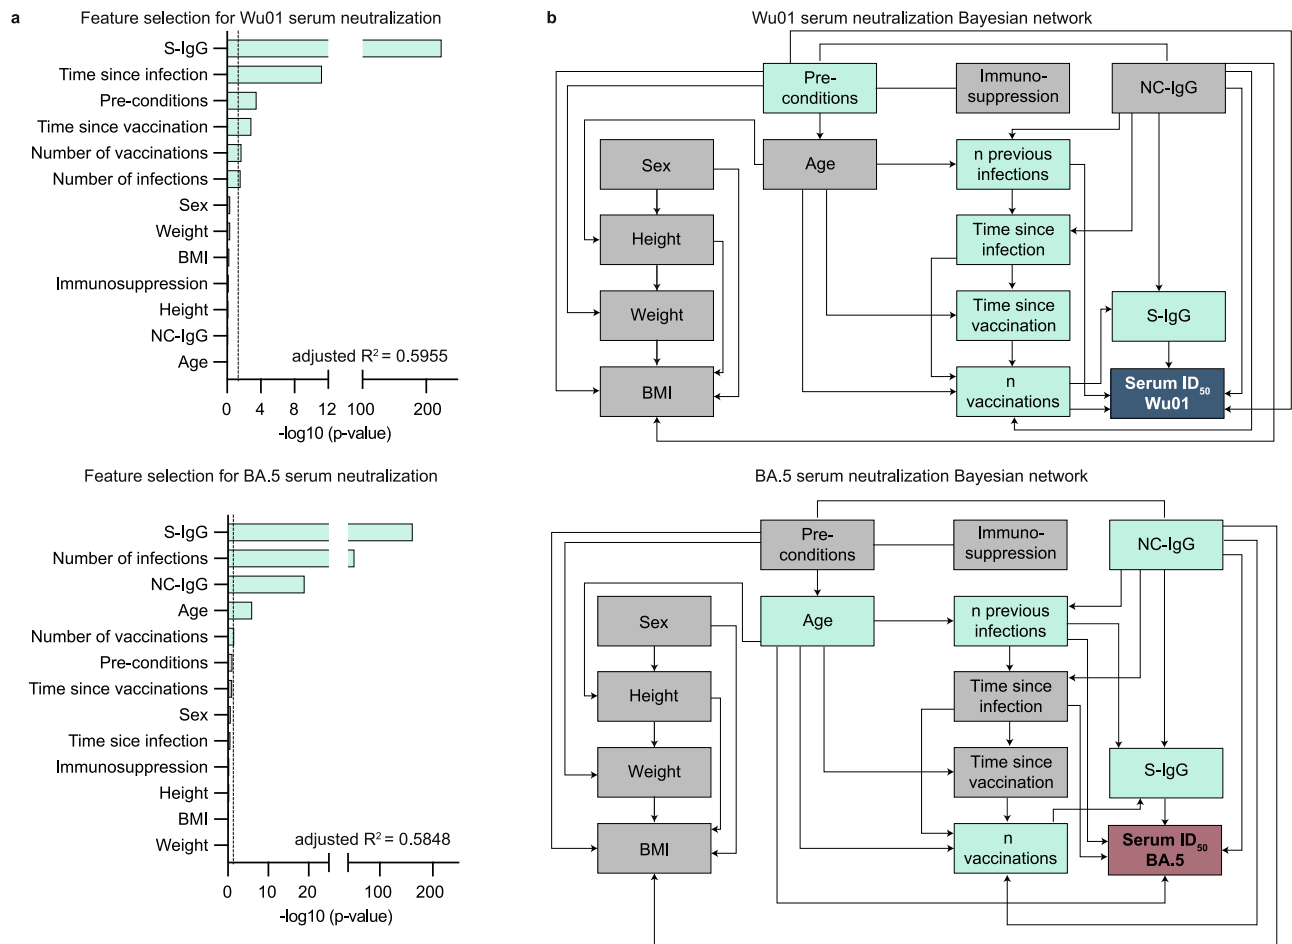 a
Feature selection for Wu01 serum neutralization
S-IgG
Time since infection
Pre-conditions
Time since vaccination
Number of vaccinations
Number of infections
Sex
Weight
BMI
Immunosuppression
Height
NC-IgG
Age
adjusted R² = 0.5955
0 4 8 12 100 200
-log10 (p-value)
b
Wu01 serum neutralization Bayesian network
Pre-
conditions
Immuno-
suppression
NC-IgG
Sex
Age
n previous
infections
Height
Time since
infection
Weight
Time since
vaccination
S-IgG
BMI
n
vaccinations
Serum ID₅₀
Wu01
Feature selection for BA.5 serum neutralization
S-IgG
Number of infections
NC-IgG
Age
Number of vaccinations
Pre-conditions
Time since vaccinations
Sex
Time sice infection
Immunosuppression
Height
BMI
Weight
adjusted R² = 0.5848
0 10 20 100 200
-log10 (p-value)
BA.5 serum neutralization Bayesian network
Pre-
conditions
Immuno-
suppression
NC-IgG
Sex
Age
n previous
infections
Height
Time since
infection
Weight
Time since
vaccination
S-IgG
BMI
n
vaccinations
Serum ID₅₀
BA.5